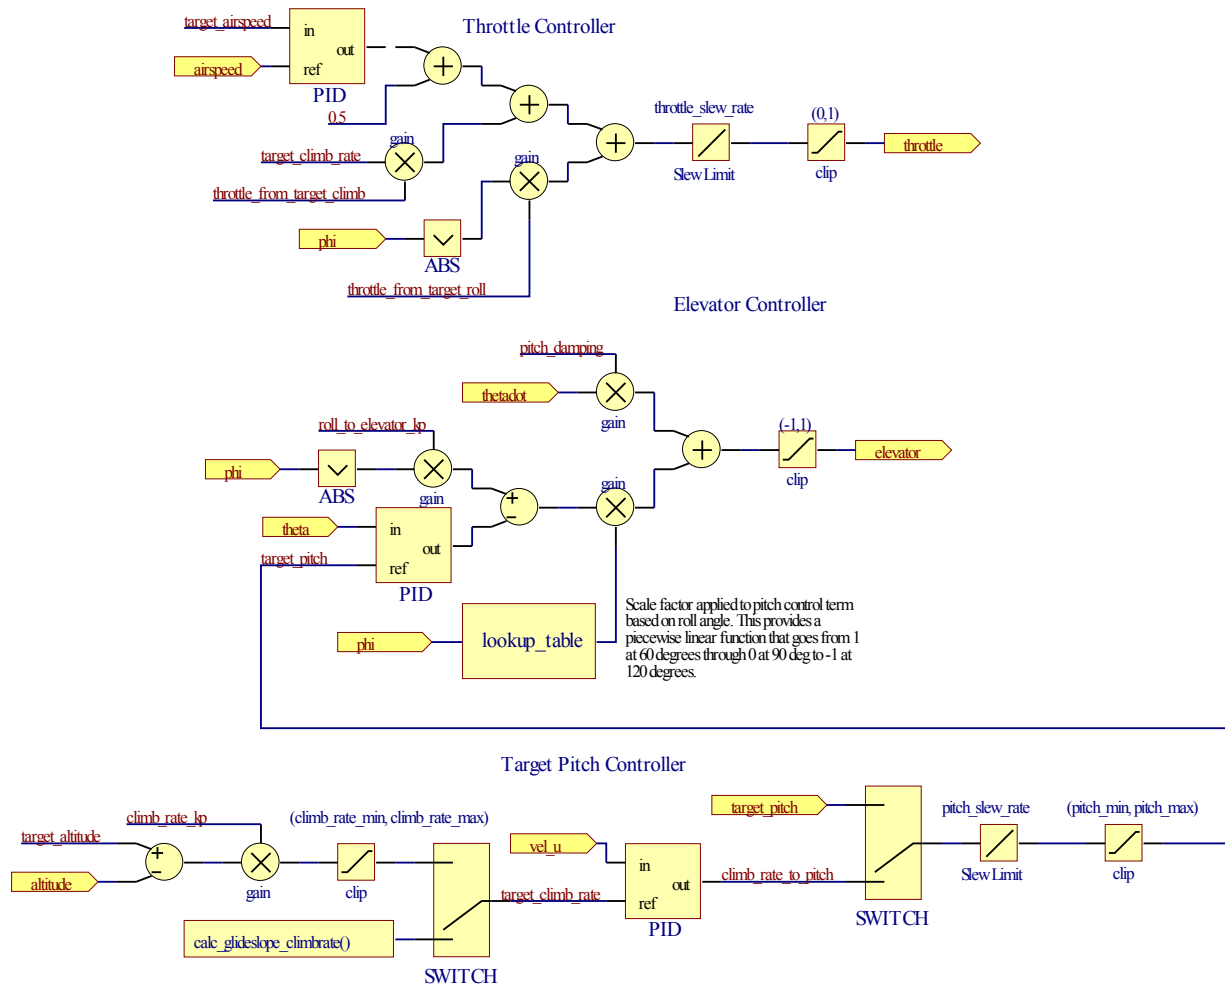 Throttle Controller
target_airspeed
in
out
ref
airspeed
PID
0.5
throttle_slew_rate
(0,1)
gain
target_climb_rate
gain
throttle
throttle_from_target_climb
Slew Limit
clip
phi
ABS
throttle_from_target_roll
Elevator Controller
pitch_damping
thetadot
gain
roll_to_elevator_kp
(-1,1)
elevator
phi
ABS
gain
gain
clip
+
−
theta
in
out
target_pitch
ref
PID
Scale factor applied to pitch control term
based on roll angle. This provides a
piecewise linear function that goes from 1
at 60 degrees through 0 at 90 deg to -1 at
120 degrees.
phi
lookup_table
Target Pitch Controller
climb_rate_kp
(climb_rate_min, climb_rate_max)
target_pitch
pitch_slew_rate
(pitch_min, pitch_max)
target_altitude
+
−
altitude
gain
clip
vel_u
in
out
ref
climb_rate_to_pitch
target_climb_rate
PID
Slew Limit
clip
SWITCH
calc_glideslope_climbrate()
SWITCH